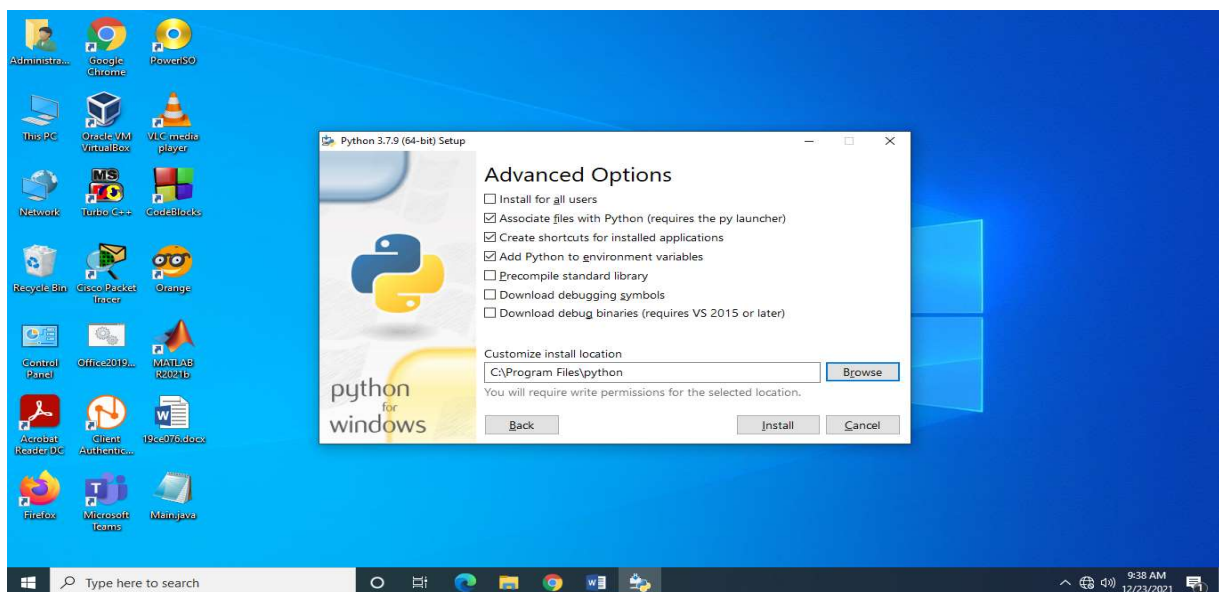 Administra...
Google
Chrome
PowerISO
This PC
Oracle VM
VirtualBox
VLC media
player
Network
MS
Turbo C++
CodeBlocks
Recycle Bin
Cisco Packet
Tracer
Orange
Control
Panel
Office2019...
MATLAB
R2021b
Acrobat
Reader DC
Client
Authentic...
19ce076.docx
Firefox
Microsoft
Teams
Main.java
Python 3.7.9 (64-bit) Setup
Advanced Options
Install for all users
Associate files with Python (requires the py launcher)
Create shortcuts for installed applications
Add Python to environment variables
Precompile standard library
Download debugging symbols
Download debug binaries (requires VS 2015 or later)
Customize install location
C:\Program Files\python
Browse
You will require write permissions for the selected location.
python
for
windows
Back
Install
Cancel
Type here to search
9:38 AM
12/23/2021